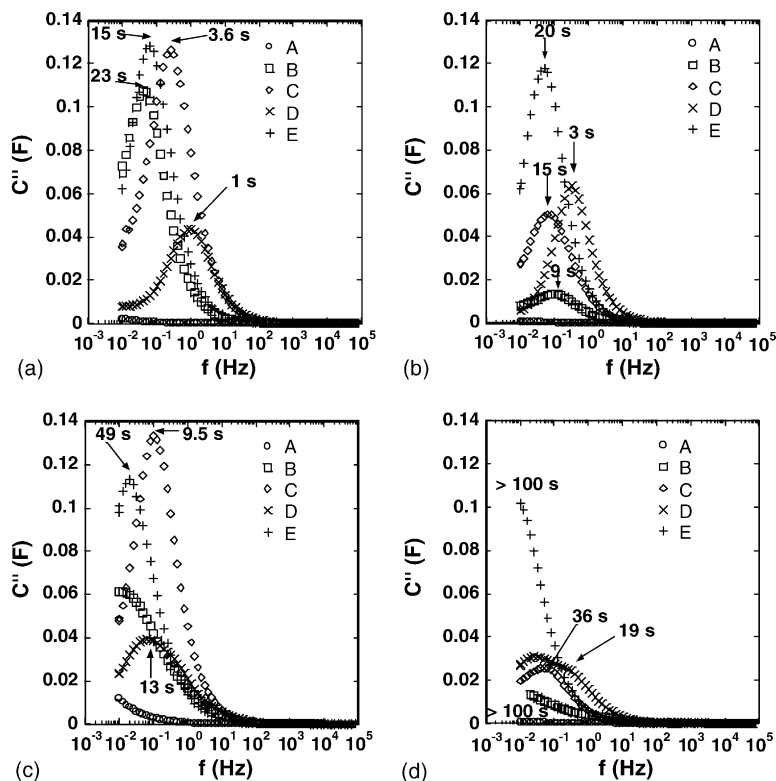 0.14
0.12
0.1
0.08
0.06
0.04
0.02
0
C'' (F)
15 s
3.6 s
23 s
1 s
A
B
C
D
E
10⁻³ 10⁻² 10⁻¹ 10⁰ 10¹ 10² 10³ 10⁴ 10⁵
f (Hz)
(a)
0.14
0.12
0.1
0.08
0.06
0.04
0.02
0
C'' (F)
20 s
3 s
15 s
9 s
A
B
C
D
E
10⁻³ 10⁻² 10⁻¹ 10⁰ 10¹ 10² 10³ 10⁴ 10⁵
f (Hz)
(b)
0.14
0.12
0.1
0.08
0.06
0.04
0.02
0
C'' (F)
49 s
9.5 s
13 s
A
B
C
D
E
10⁻³ 10⁻² 10⁻¹ 10⁰ 10¹ 10² 10³ 10⁴ 10⁵
f (Hz)
(c)
0.14
0.12
0.1
0.08
0.06
0.04
0.02
0
C'' (F)
> 100 s
36 s
19 s
> 100 s
A
B
C
D
E
10⁻³ 10⁻² 10⁻¹ 10⁰ 10¹ 10² 10³ 10⁴ 10⁵
f (Hz)
(d)